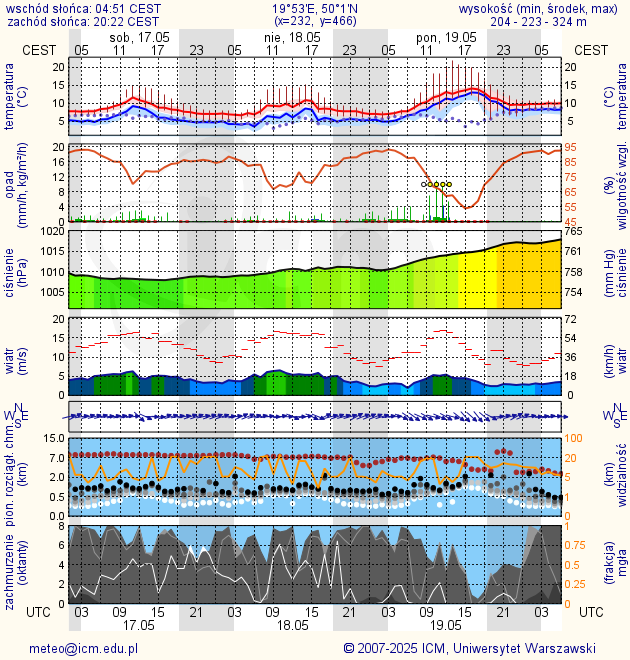 wschód słońca: 04:51 CEST 19°53'E, 50°1'N wysokość (min, środek, max)
zachód słońca: 20:22 CEST (x=232, y=466) 204 - 223 - 324 m
sob, 17.05 nie, 18.05 pon, 19.05
CEST 05 11 17 23 05 11 17 23 05 11 17 23 05 CEST
temperatura (°C)
20 15 10 5
20 15 10 5
temperatura (°C)
opad (mm/h, kg/m²/h)
20 16 12 8 4 0
95 85 75 65 55 45
(%) wilgotność wzgl.
ciśnienie (hPa)
1020 1015 1010 1005
765 761 758 754
(mm Hg) ciśnienie
wiatr (m/s)
20 15 10 5 0
72 54 36 18 0
(km/h) wiatr
N W E S
N W E S
pion. rozciągł. chm. (km)
15.0 7.0 2.0 0.5 0.0
100 20 5 1 0
(km) widzialność
zachmurzenie (oktanty)
8 6 4 2 0
1 0.75 0.5 0.25 0
(frakcja) mgła
UTC 03 09 15 21 03 09 15 21 03 09 15 21 03 UTC
17.05 18.05 19.05
meteo@icm.edu.pl © 2007-2025 ICM, Uniwersytet Warszawski